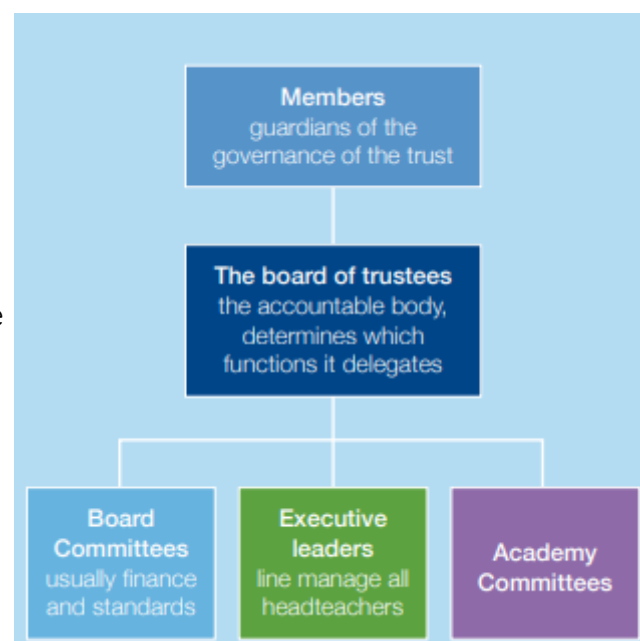 Members
guardians of the
governance of the trust
The board of trustees
the accountable body,
determines which
functions it delegates
e
Board
Committees
usually finance
and standards
Executive
leaders
line manage all
headteachers
Academy
Committees